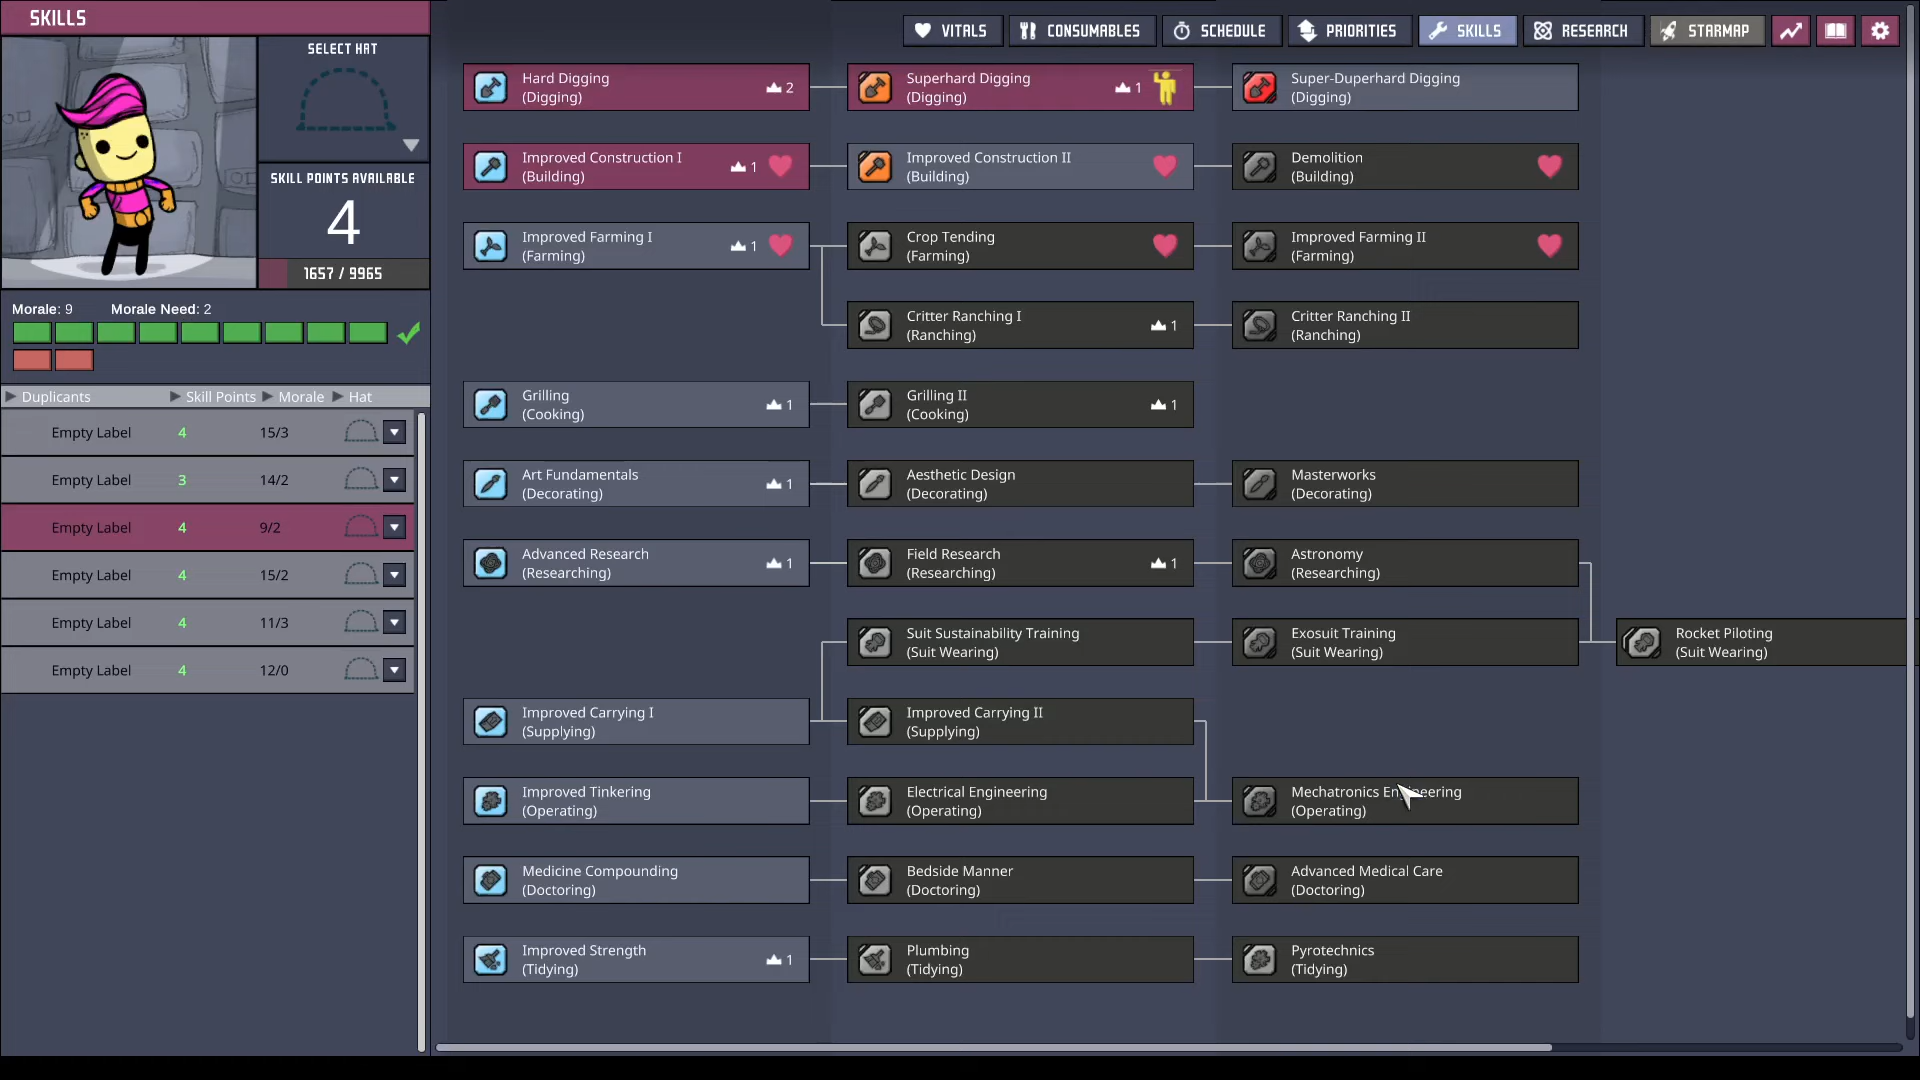 SKILLS
SELECT HAT
SKILL POINTS AVAILABLE
4
1657 / 9965
Morale: 9 Morale Need: 2
Duplicants Skill Points Morale Hat
Empty Label 4 15/3
Empty Label 3 14/2
Empty Label 4 9/2
Empty Label 4 15/2
Empty Label 4 11/3
Empty Label 4 12/0
VITALS CONSUMABLES SCHEDULE PRIORITIES SKILLS RESEARCH STARMAP
Hard Digging
(Digging)
2
Superhard Digging
(Digging)
1
Super-Duperhard Digging
(Digging)
Improved Construction I
(Building)
1
Improved Construction II
(Building)
Demolition
(Building)
Improved Farming I
(Farming)
1
Crop Tending
(Farming)
Improved Farming II
(Farming)
Critter Ranching I
(Ranching)
1
Critter Ranching II
(Ranching)
Grilling
(Cooking)
1
Grilling II
(Cooking)
1
Art Fundamentals
(Decorating)
1
Aesthetic Design
(Decorating)
Masterworks
(Decorating)
Advanced Research
(Researching)
1
Field Research
(Researching)
1
Astronomy
(Researching)
Suit Sustainability Training
(Suit Wearing)
Exosuit Training
(Suit Wearing)
Rocket Piloting
(Suit Wearing)
Improved Carrying I
(Supplying)
Improved Carrying II
(Supplying)
Improved Tinkering
(Operating)
Electrical Engineering
(Operating)
Mechatronics Engineering
(Operating)
Medicine Compounding
(Doctoring)
Bedside Manner
(Doctoring)
Advanced Medical Care
(Doctoring)
Improved Strength
(Tidying)
1
Plumbing
(Tidying)
Pyrotechnics
(Tidying)